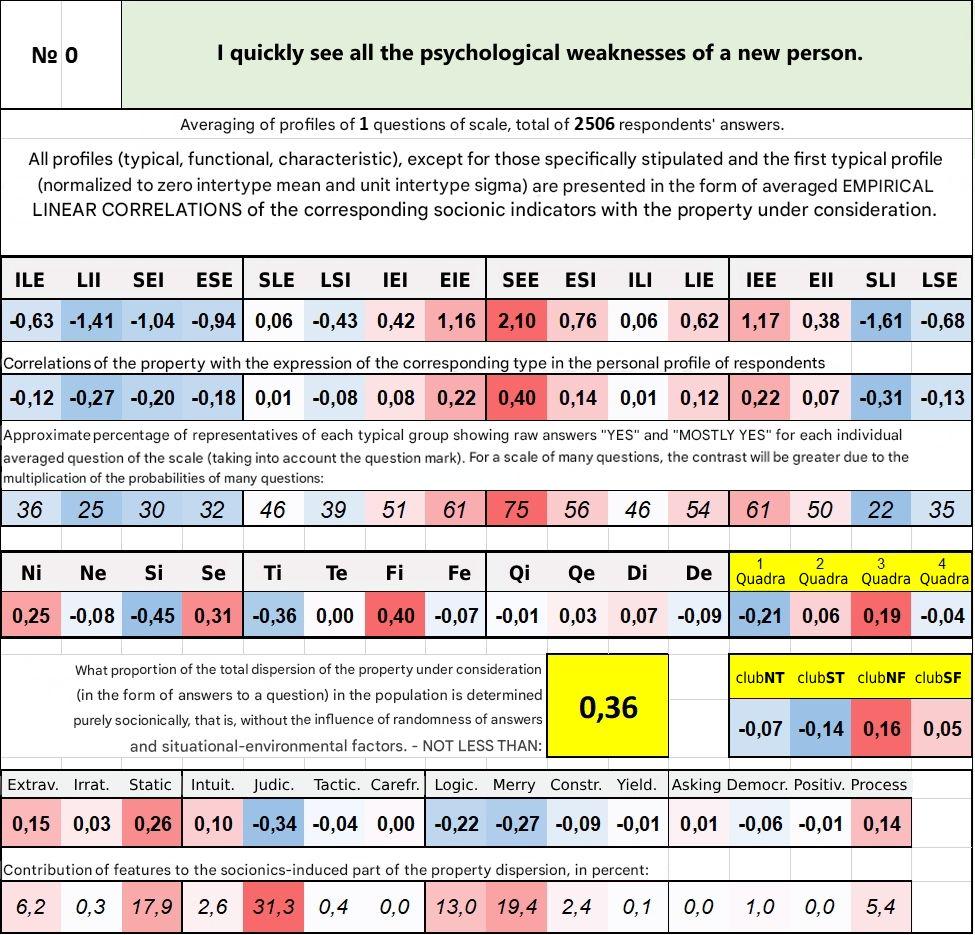 № 0
I quickly see all the psychological weaknesses of a new person.
Averaging of profiles of 1 questions of scale, total of 2506 respondents' answers.
All profiles (typical, functional, characteristic), except for those specifically stipulated and the first typical profile
(normalized to zero intertype mean and unit intertype sigma) are presented in the form of averaged EMPIRICAL
LINEAR CORRELATIONS of the corresponding socionic indicators with the property under consideration.
ILE LII SEI ESE SLE LSI IEI EIE SEE ESI ILI LIE IEE EII SLI LSE
-0,63 -1,41 -1,04 -0,94 0,06 -0,43 0,42 1,16 2,10 0,76 0,06 0,62 1,17 0,38 -1,61 -0,68
Correlations of the property with the expression of the corresponding type in the personal profile of respondents
-0,12 -0,27 -0,20 -0,18 0,01 -0,08 0,08 0,22 0,40 0,14 0,01 0,12 0,22 0,07 -0,31 -0,13
Approximate percentage of representatives of each typical group showing raw answers "YES" and "MOSTLY YES" for each individual
averaged question of the scale (taking into account the question mark). For a scale of many questions, the contrast will be greater due to the
multiplication of the probabilities of many questions:
36 25 30 32 46 39 51 61 75 56 46 54 61 50 22 35
Ni Ne Si Se Ti Te Fi Fe Qi Qe Di De 1 Quadra 2 Quadra 3 Quadra 4 Quadra
0,25 -0,08 -0,45 0,31 -0,36 0,00 0,40 -0,07 -0,01 0,03 0,07 -0,09 -0,21 0,06 0,19 -0,04
What proportion of the total dispersion of the property under consideration
(in the form of answers to a question) in the population is determined
purely socionically, that is, without the influence of randomness of answers
and situational-environmental factors. - NOT LESS THAN:
0,36
clubNT clubST clubNF clubSF
-0,07 -0,14 0,16 0,05
Extrav. Irrat. Static Intuit. Judic. Tactic. Carefr. Logic. Merry Constr. Yield. Asking Democr. Positiv. Process
0,15 0,03 0,26 0,10 -0,34 -0,04 0,00 -0,22 -0,27 -0,09 -0,01 0,01 -0,06 -0,01 0,14
Contribution of features to the socionics-induced part of the property dispersion, in percent:
6,2 0,3 17,9 2,6 31,3 0,4 0,0 13,0 19,4 2,4 0,1 0,0 1,0 0,0 5,4